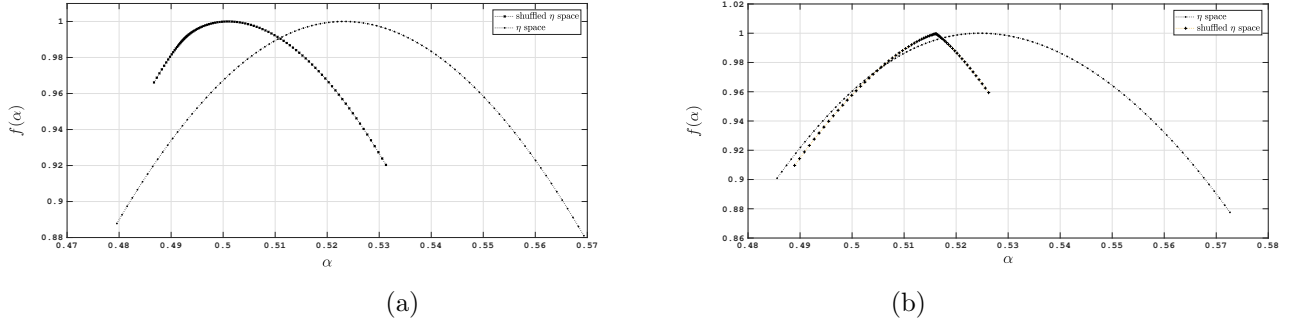 shuffled η space
η space
f(α)
1
0.98
0.96
0.94
0.92
0.9
0.88
0.47 0.48 0.49 0.5 0.51 0.52 0.53 0.54 0.55 0.56 0.57
α
(a)
η space
shuffled η space
f(α)
1.02
1
0.98
0.96
0.94
0.92
0.9
0.88
0.86
0.48 0.49 0.5 0.51 0.52 0.53 0.54 0.55 0.56 0.57 0.58
α
(b)